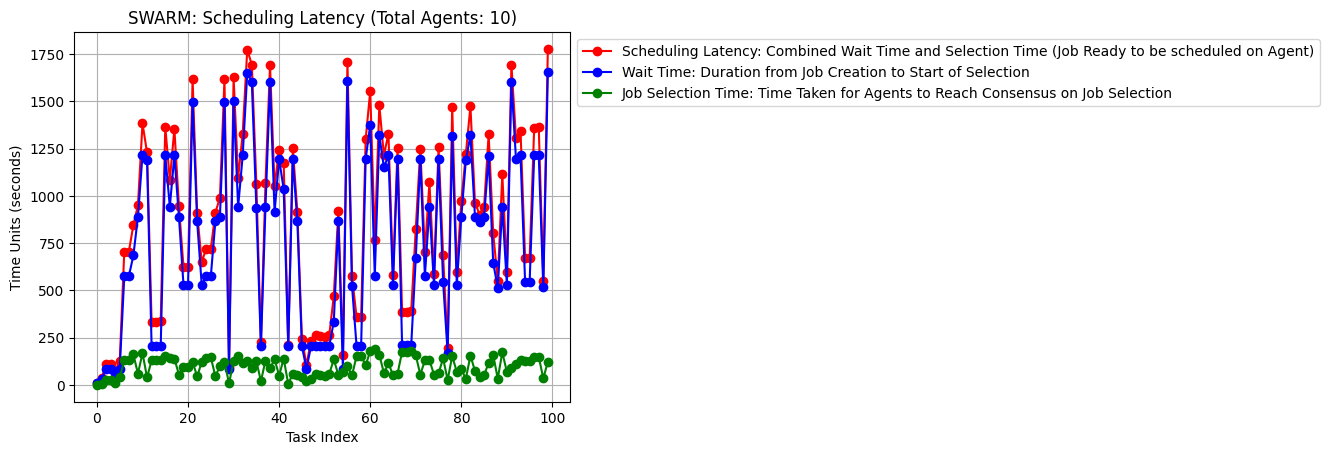 SWARM: Scheduling Latency (Total Agents: 10)
Scheduling Latency: Combined Wait Time and Selection Time (Job Ready to be scheduled on Agent)
Wait Time: Duration from Job Creation to Start of Selection
Job Selection Time: Time Taken for Agents to Reach Consensus on Job Selection
Time Units (seconds)
1750
1500
1250
1000
750
500
250
0
0 20 40 60 80 100
Task Index